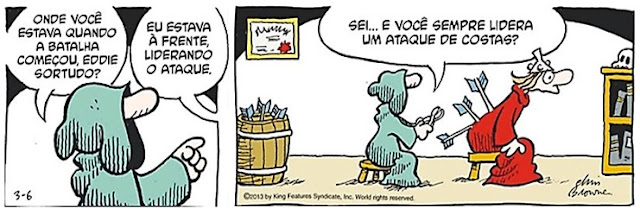 ONDE VOCÊ
ESTAVA QUANDO
A BATALHA
COMEÇOU, EDDIE
SORTUDO?
EU ESTAVA
À FRENTE,
LIDERANDO
O ATAQUE.
3-6
SEI... E VOCÊ SEMPRE LIDERA
UM ATAQUE DE COSTAS?
©2013 by King Features Syndicate, Inc. World rights reserved.
Chris
Browne